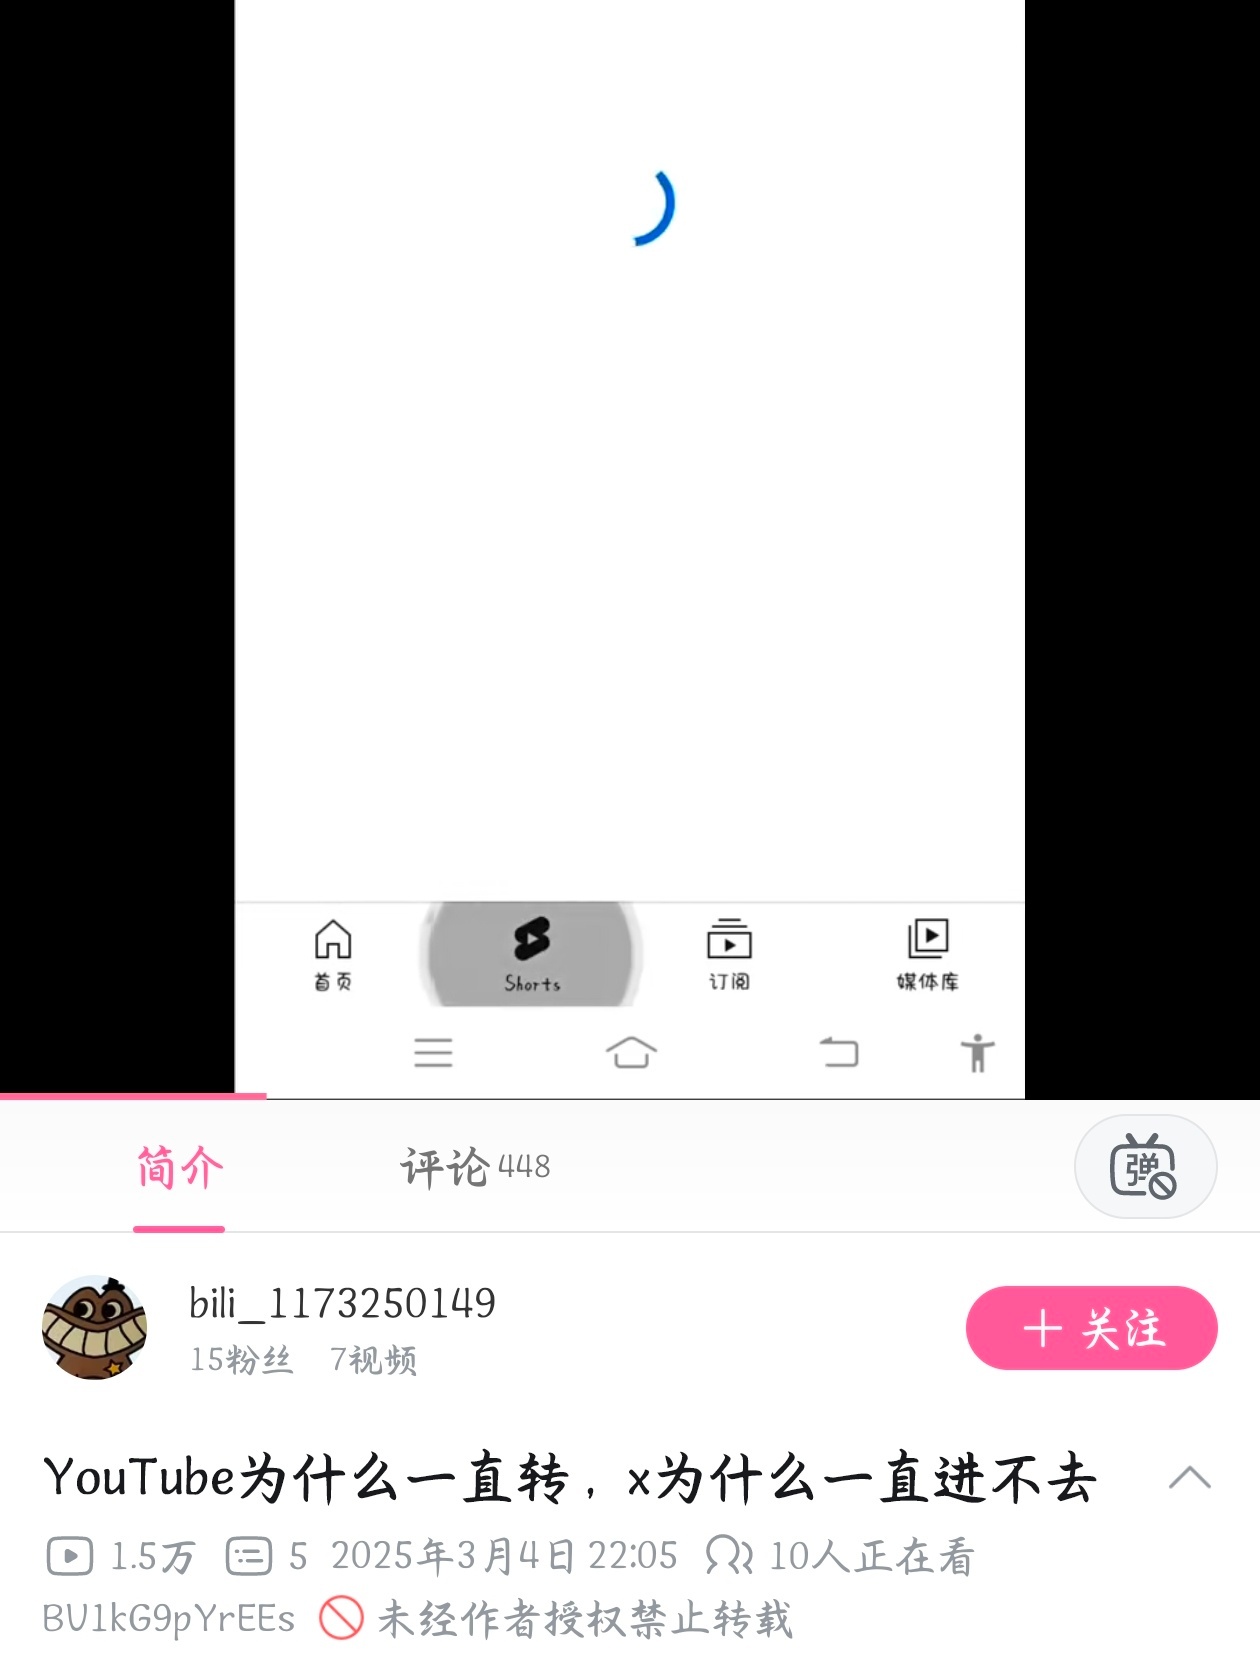 首页 Shorts 订阅 媒体库
简介 评论 448 弹
bili_1173250149
15粉丝 7视频
关注
YouTube为什么一直转，x为什么一直进不去
1.5万 5 2025年3月4日 22:05 10人正在看
BV1kG9pYrEEs 未经作者授权禁止转载